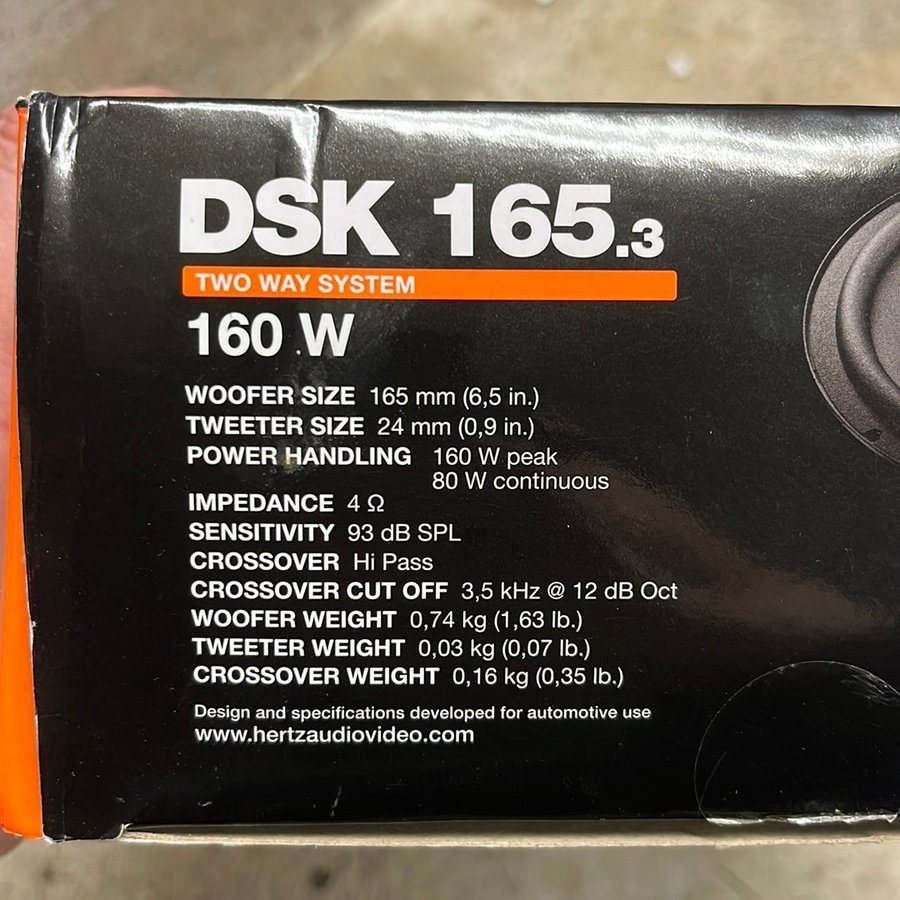 DSK 165.3
TWO WAY SYSTEM
160 W
WOOFER SIZE 165 mm (6,5 in.)
TWEETER SIZE 24 mm (0,9 in.)
POWER HANDLING 160 W peak
80 W continuous
IMPEDANCE 4 Ω
SENSITIVITY 93 dB SPL
CROSSOVER Hi Pass
CROSSOVER CUT OFF 3,5 kHz @ 12 dB Oct
WOOFER WEIGHT 0,74 kg (1,63 lb.)
TWEETER WEIGHT 0,03 kg (0,07 lb.)
CROSSOVER WEIGHT 0,16 kg (0,35 lb.)
Design and specifications developed for automotive use
www.hertzaudiovideo.com